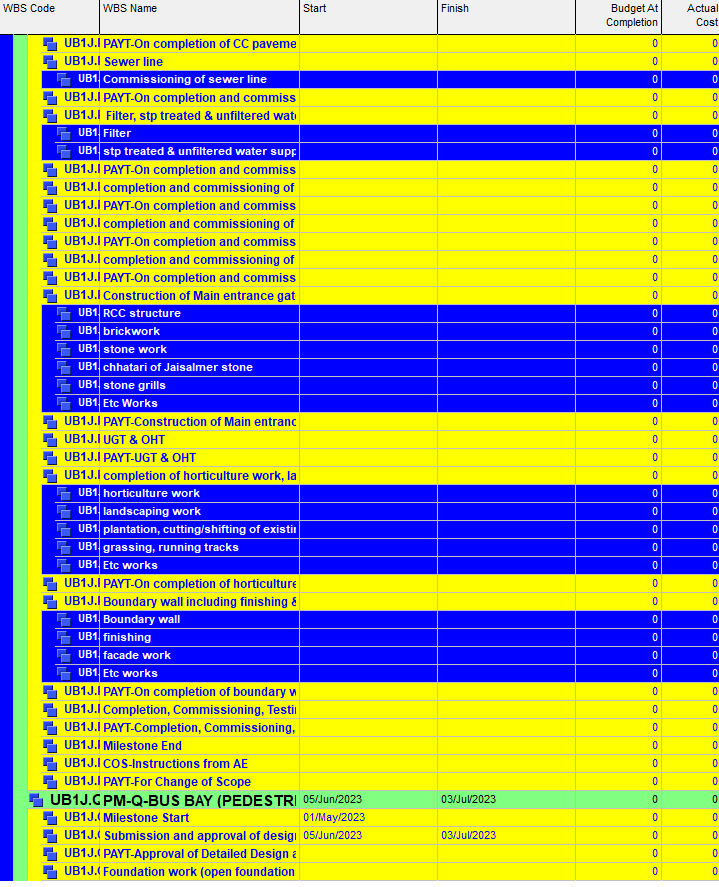 WBS Code WBS Name Start Finish Budget At Completion Actual Cost
UB1J. PAYT-On completion of CC paveme 0 0
UB1J. Sewer line 0 0
UB1. Commissioning of sewer line 0 0
UB1J. PAYT-On completion and commiss 0 0
UB1J. Filter, stp treated & unfiltered wat 0 0
UB1. Filter 0 0
UB1. stp treated & unfiltered water supp 0 0
UB1J. PAYT-On completion and commiss 0 0
UB1J. completion and commissioning of 0 0
UB1J. PAYT-On completion and commiss 0 0
UB1J. completion and commissioning of 0 0
UB1J. PAYT-On completion and commiss 0 0
UB1J. completion and commissioning of 0 0
UB1J. PAYT-On completion and commiss 0 0
UB1J. Construction of Main entrance gat 0 0
UB1. RCC structure 0 0
UB1. brickwork 0 0
UB1. stone work 0 0
UB1. chhatari of Jaisalmer stone 0 0
UB1. stone grills 0 0
UB1. Etc Works 0 0
UB1J. PAYT-Construction of Main entranc 0 0
UB1J. UGT & OHT 0 0
UB1J. PAYT-UGT & OHT 0 0
UB1J. completion of horticulture work, la 0 0
UB1. horticulture work 0 0
UB1. landscaping work 0 0
UB1. plantation, cutting/shifting of existin 0 0
UB1. grassing, running tracks 0 0
UB1. Etc works 0 0
UB1J. PAYT-On completion of horticulture 0 0
UB1J. Boundary wall including finishing & 0 0
UB1. Boundary wall 0 0
UB1. finishing 0 0
UB1. facade work 0 0
UB1. Etc works 0 0
UB1J. PAYT-On completion of boundary w 0 0
UB1J. Completion, Commissioning, Testi 0 0
UB1J. PAYT-Completion, Commissioning, 0 0
UB1J. Milestone End 0 0
UB1J. COS-Instructions from AE 0 0
UB1J. PAYT-For Change of Scope 0 0
UB1J.Q PM-Q-BUS BAY (PEDESTRI 05/Jun/2023 03/Jul/2023 0 0
UB1J. Milestone Start 01/May/2023 0 0
UB1J. Submission and approval of design 05/Jun/2023 03/Jul/2023 0 0
UB1J. PAYT-Approval of Detailed Design a 0 0
UB1J. Foundation work (open foundation 0 0